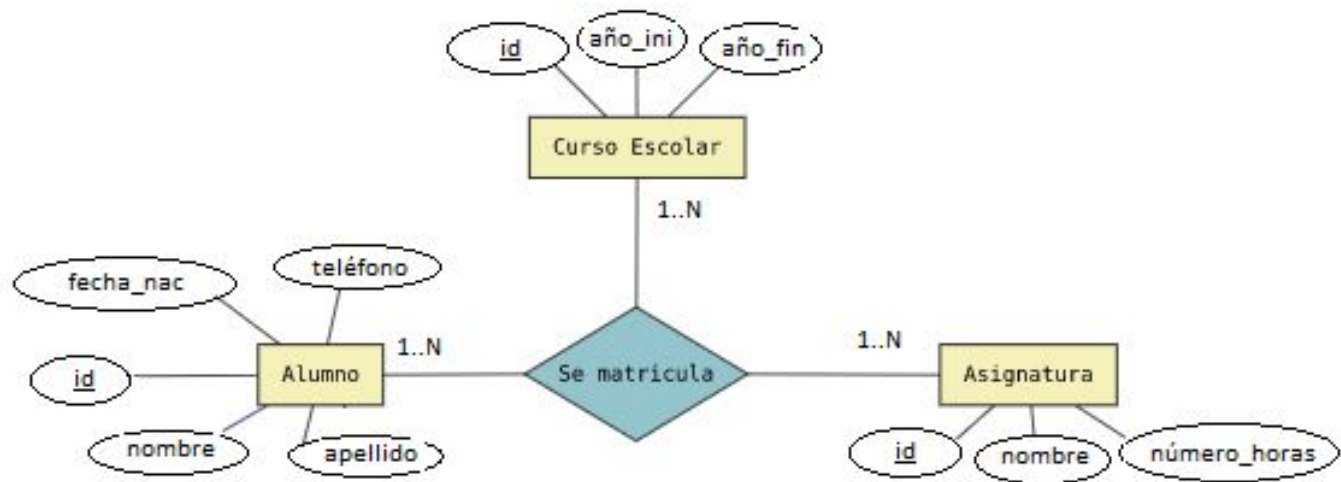 id
año_ini
año_fin
Curso Escolar
1..N
fecha_nac
teléfono
id
Alumno
1..N
Se matricula
1..N
Asignatura
nombre
apellido
id
nombre
número_horas